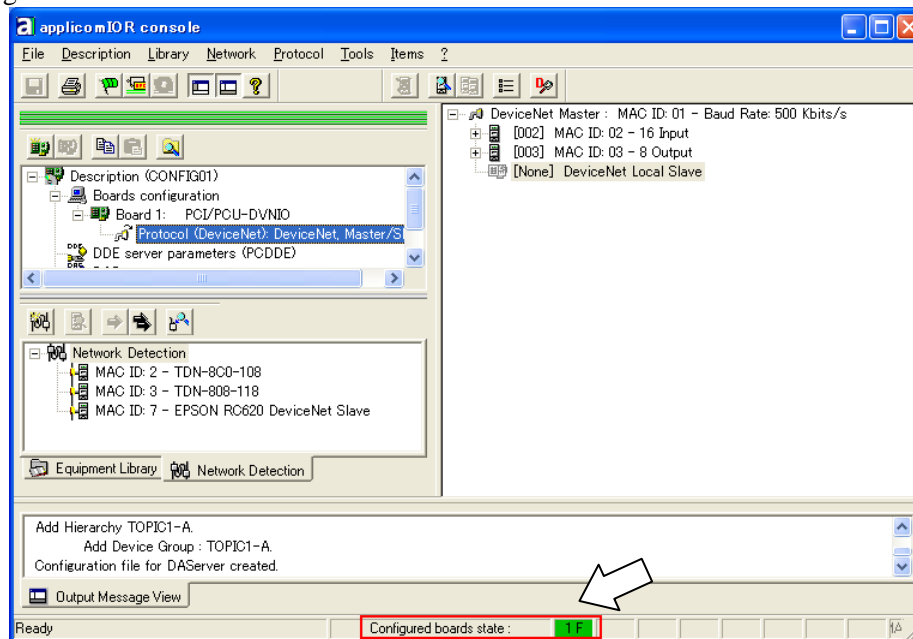 applicomIOR console
File Description Library Network Protocol Tools Items ?
DeviceNet Master : MAC ID: 01 - Baud Rate: 500 Kbits/s
[002] MAC ID: 02 - 16 Input
[003] MAC ID: 03 - 8 Output
[None] DeviceNet Local Slave
Description (CONFIG01)
Boards configuration
Board 1: PCI/PCU-DVNIO
Protocol (DeviceNet): DeviceNet, Master/Sl
DDE server parameters (PCDDE)
Network Detection
MAC ID: 2 - TDN-8C0-108
MAC ID: 3 - TDN-808-118
MAC ID: 7 - EPSON RC620 DeviceNet Slave
Equipment Library Network Detection
Add Hierarchy TOPIC1-A.
Add Device Group : TOPIC1-A.
Configuration file for DAServer created.
Output Message View
Ready Configured boards state : 1 F